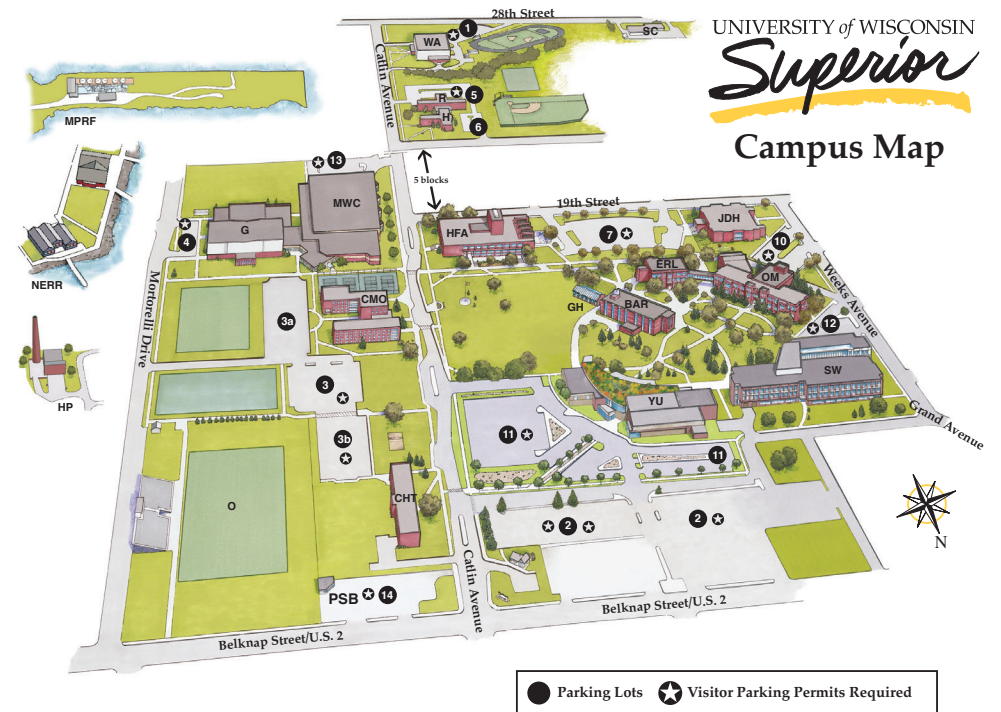 28th Street
UNIVERSITY of WISCONSIN
Superior
Campus Map
1
WA
SC
Catlin Avenue
5
R
H
6
MPRF
13
5 blocks
MWC
19th Street
JDH
4
G
HFA
7
10
ERL
OM
NERR
Montorelli Drive
CMO
GH
BAR
Weeks Avenue
3a
12
HP
SW
3
YU
Grand Avenue
11
3b
11
CHT
O
2
2
N
Catlin Avenue
PSB
14
Belknap Street/U.S. 2
Belknap Street/U.S. 2
Parking Lots
Visitor Parking Permits Required